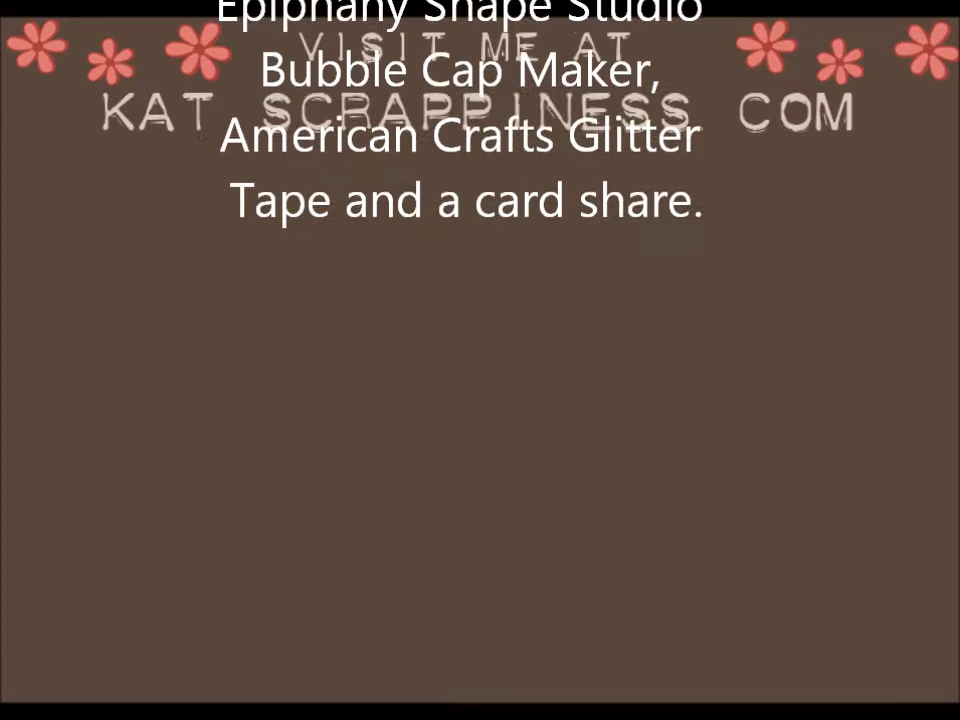 Epiphany Shape Studio
VISIT ME AT
Bubble Cap Maker,
KAT SCRAPPINESS.COM
American Crafts Glitter
Tape and a card share.